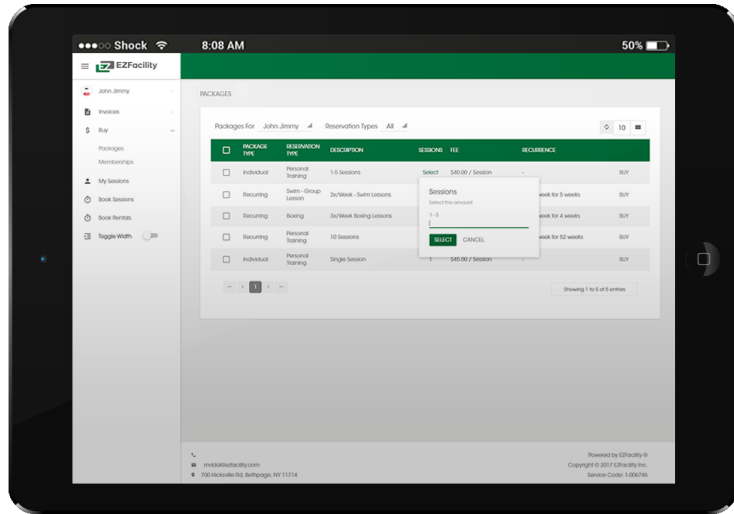 Shock 8:08 AM 50%
EZ EZFacility
John Jimmy
Invoices
$ Buy
Packages
Memberships
My Sessions
Book Sessions
Book Rentals
Toggle Width
PACKAGES
Packages For John Jimmy Reservation Types All 10
PACKAGE TYPE RESERVATION TYPE DESCRIPTION SESSIONS FEE RECURRENCE
Individual Personal Training 1-5 Sessions Select $40.00 / Session - BUY
Recurring Swim - Group Lesson 2x/Week - Swim Lessons week for 5 weeks BUY
Recurring Boxing 3x/Week Boxing Lessons week for 4 weeks BUY
Recurring Personal Training 10 Sessions week for 52 weeks BUY
Individual Personal Training Single Session 1 $45.00 / Session - BUY
Sessions
Select the amount
1 - 5
SELECT CANCEL
1
Showing 1 to 5 of 5 entries
Powered by EZFacility ®
Copyright © 2017 EZFacility Inc.
700 Hicksville Rd. Bethpage, NY 11714 Service Code: 1-006746